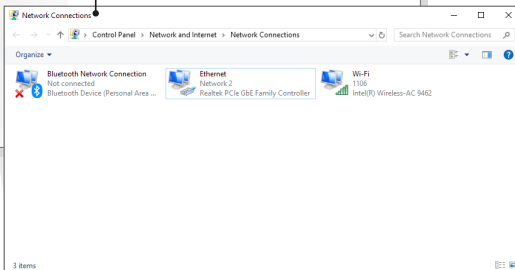 Network Connections
Control Panel > Network and Internet > Network Connections
Search Network Connections
Organize
Bluetooth Network Connection
Not connected
Bluetooth Device (Personal Area ...
Ethernet
Network 2
Realtek PCIe GbE Family Controller
Wi-Fi
1106
Intel(R) Wireless-AC 9462
3 items